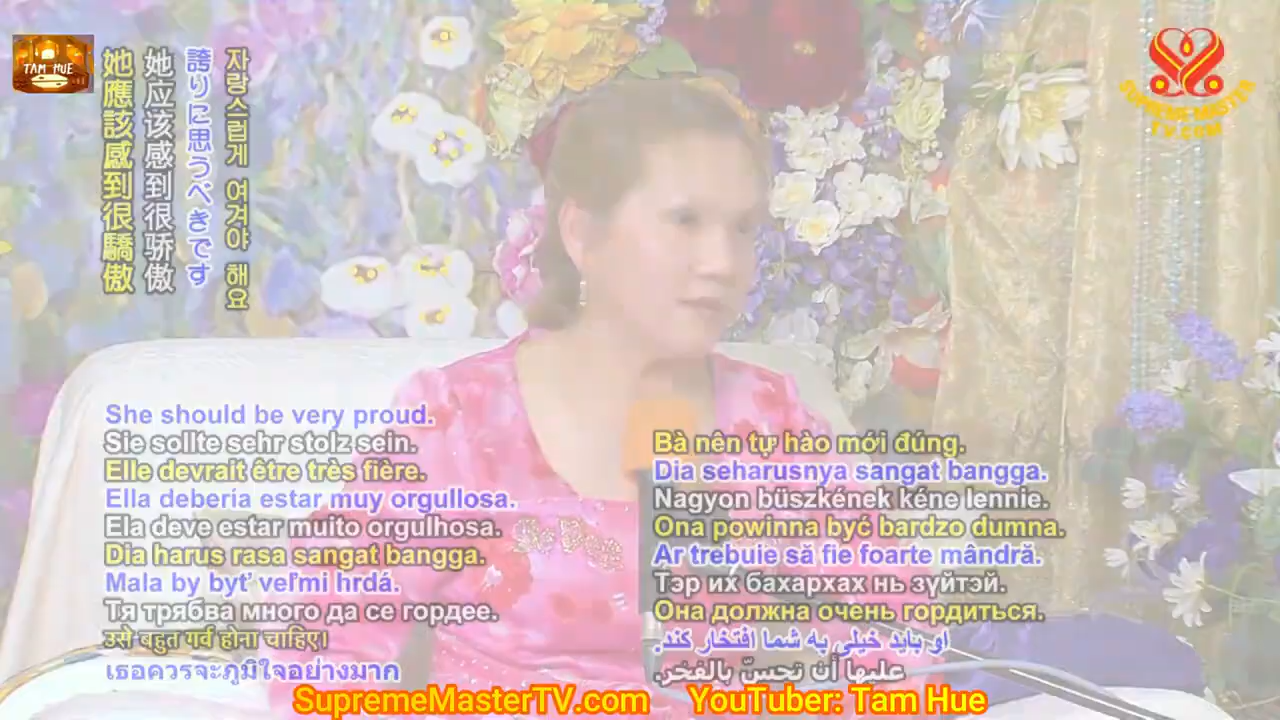 TAM HUE
她應該感到很驕傲
她应该感到很骄傲
誇りに思うべきです
자랑스럽게 여겨야 해요
SUPREMEMASTER
TV.COM
She should be very proud.
Sie sollte sehr stolz sein.
Elle devrait être très fière.
Ella debería estar muy orgullosa.
Ela deve estar muito orgulhosa.
Dia harus rasa sangat bangga.
Mala by byť veľmi hrdá.
Тя трябва много да се гордее.
उसे बहुत गर्व होना चाहिए।
เธอควรจะภูมิใจอย่างมาก
Bà nên tự hào mới đúng.
Dia seharusnya sangat bangga.
Nagyon büszkének kéne lennie.
Ona powinna być bardzo dumna.
Ar trebuie să fie foarte mândră.
Тэр их бахархах нь зүйтэй.
Она должна очень гордиться.
او باید خیلی به شما افتخار کند.
عليها أن تحسّ بالفخر.
SupremeMasterTV.com YouTuber: Tam Hue